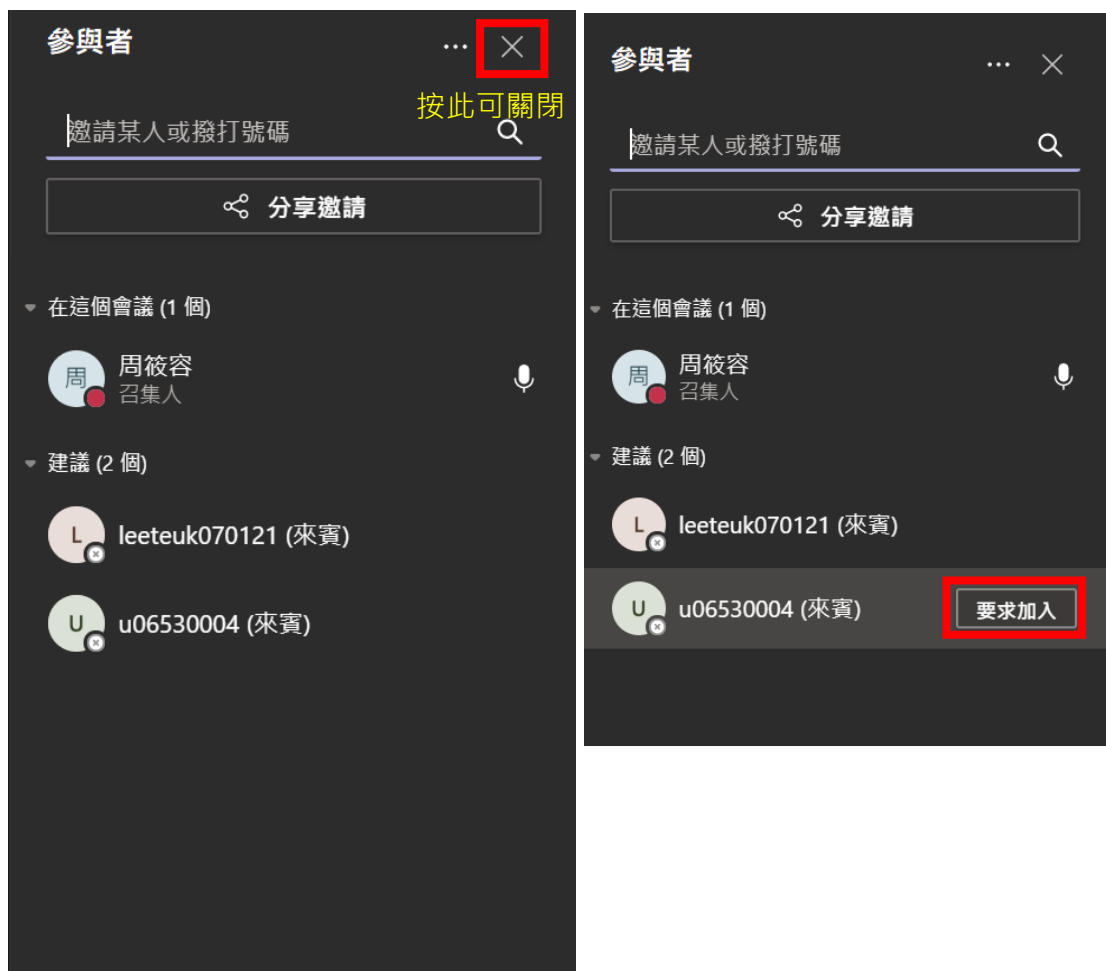 參與者
按此可關閉
邀請某人或撥打號碼
分享邀請
在這個會議 (1 個)
周
周筱容
召集人
建議 (2 個)
L
leeteuk070121 (來賓)
U
u06530004 (來賓)
參與者
邀請某人或撥打號碼
分享邀請
在這個會議 (1 個)
周
周筱容
召集人
建議 (2 個)
L
leeteuk070121 (來賓)
U
u06530004 (來賓)
要求加入